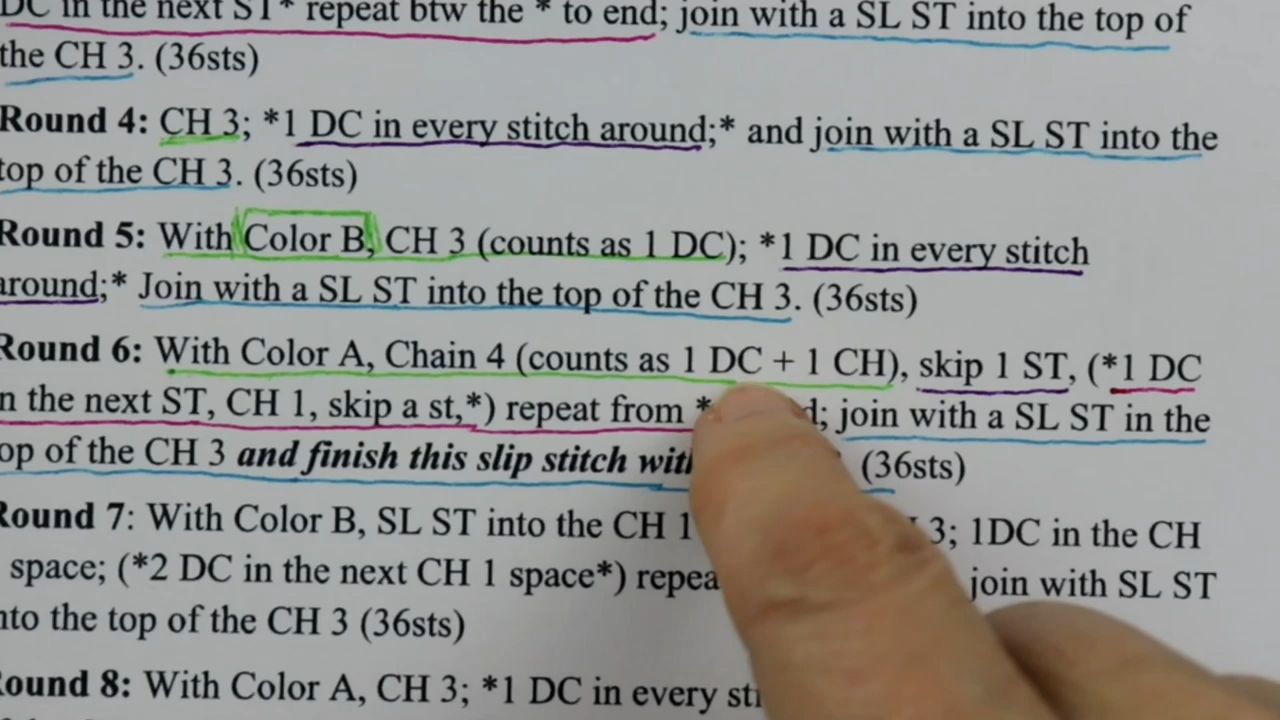 DC in the next ST* repeat btw the * to end; join with a SL ST into the top of
the CH 3. (36sts)
Round 4: CH 3; *1 DC in every stitch around;* and join with a SL ST into the
top of the CH 3. (36sts)
Round 5: With Color B, CH 3 (counts as 1 DC); *1 DC in every stitch
around;* Join with a SL ST into the top of the CH 3. (36sts)
Round 6: With Color A, Chain 4 (counts as 1 DC + 1 CH), skip 1 ST, (*1 DC
n the next ST, CH 1, skip a st,*) repeat from * d; join with a SL ST in the
op of the CH 3 and finish this slip stitch with (36sts)
Round 7: With Color B, SL ST into the CH 1 3; 1DC in the CH
space; (*2 DC in the next CH 1 space*) repea join with SL ST
nto the top of the CH 3 (36sts)
Round 8: With Color A, CH 3; *1 DC in every sti